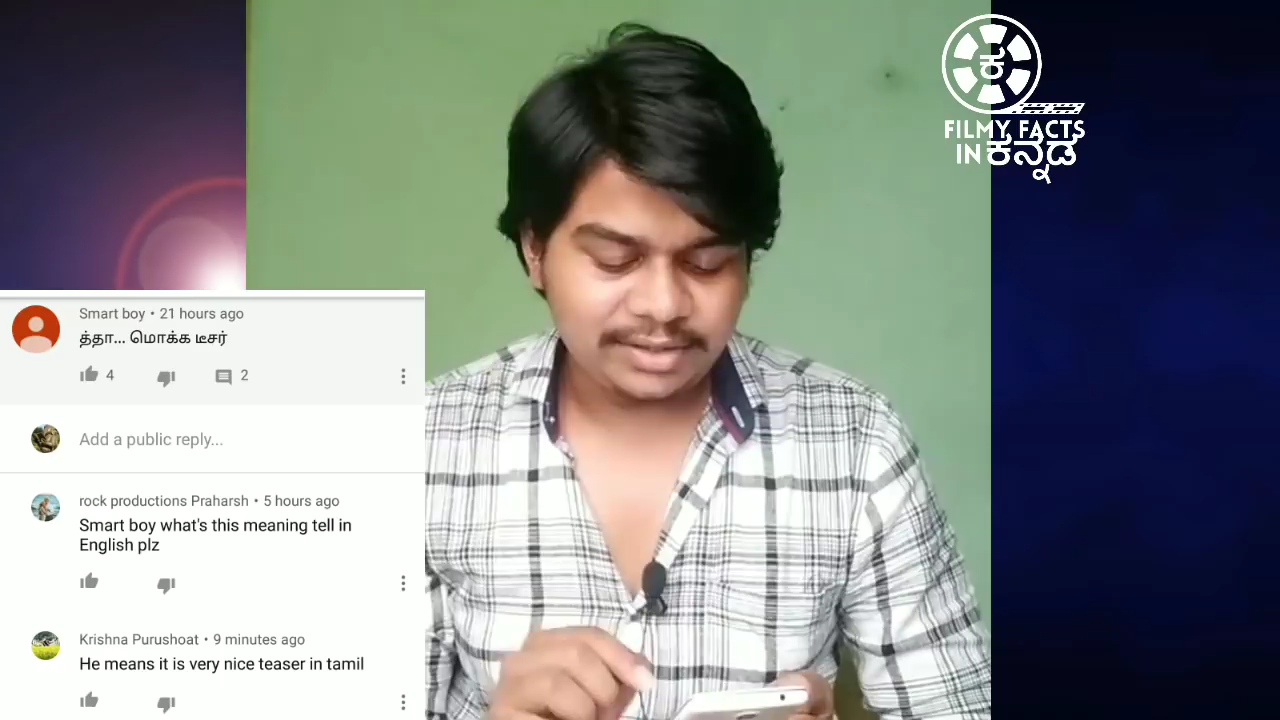 FILMY FACTS
IN ಕನ್ನಡ
Smart boy • 21 hours ago
த்தா... மொக்க டீசர்
4
2
Add a public reply...
rock productions Praharsh • 5 hours ago
Smart boy what's this meaning tell in
English plz
Krishna Purushoat • 9 minutes ago
He means it is very nice teaser in tamil